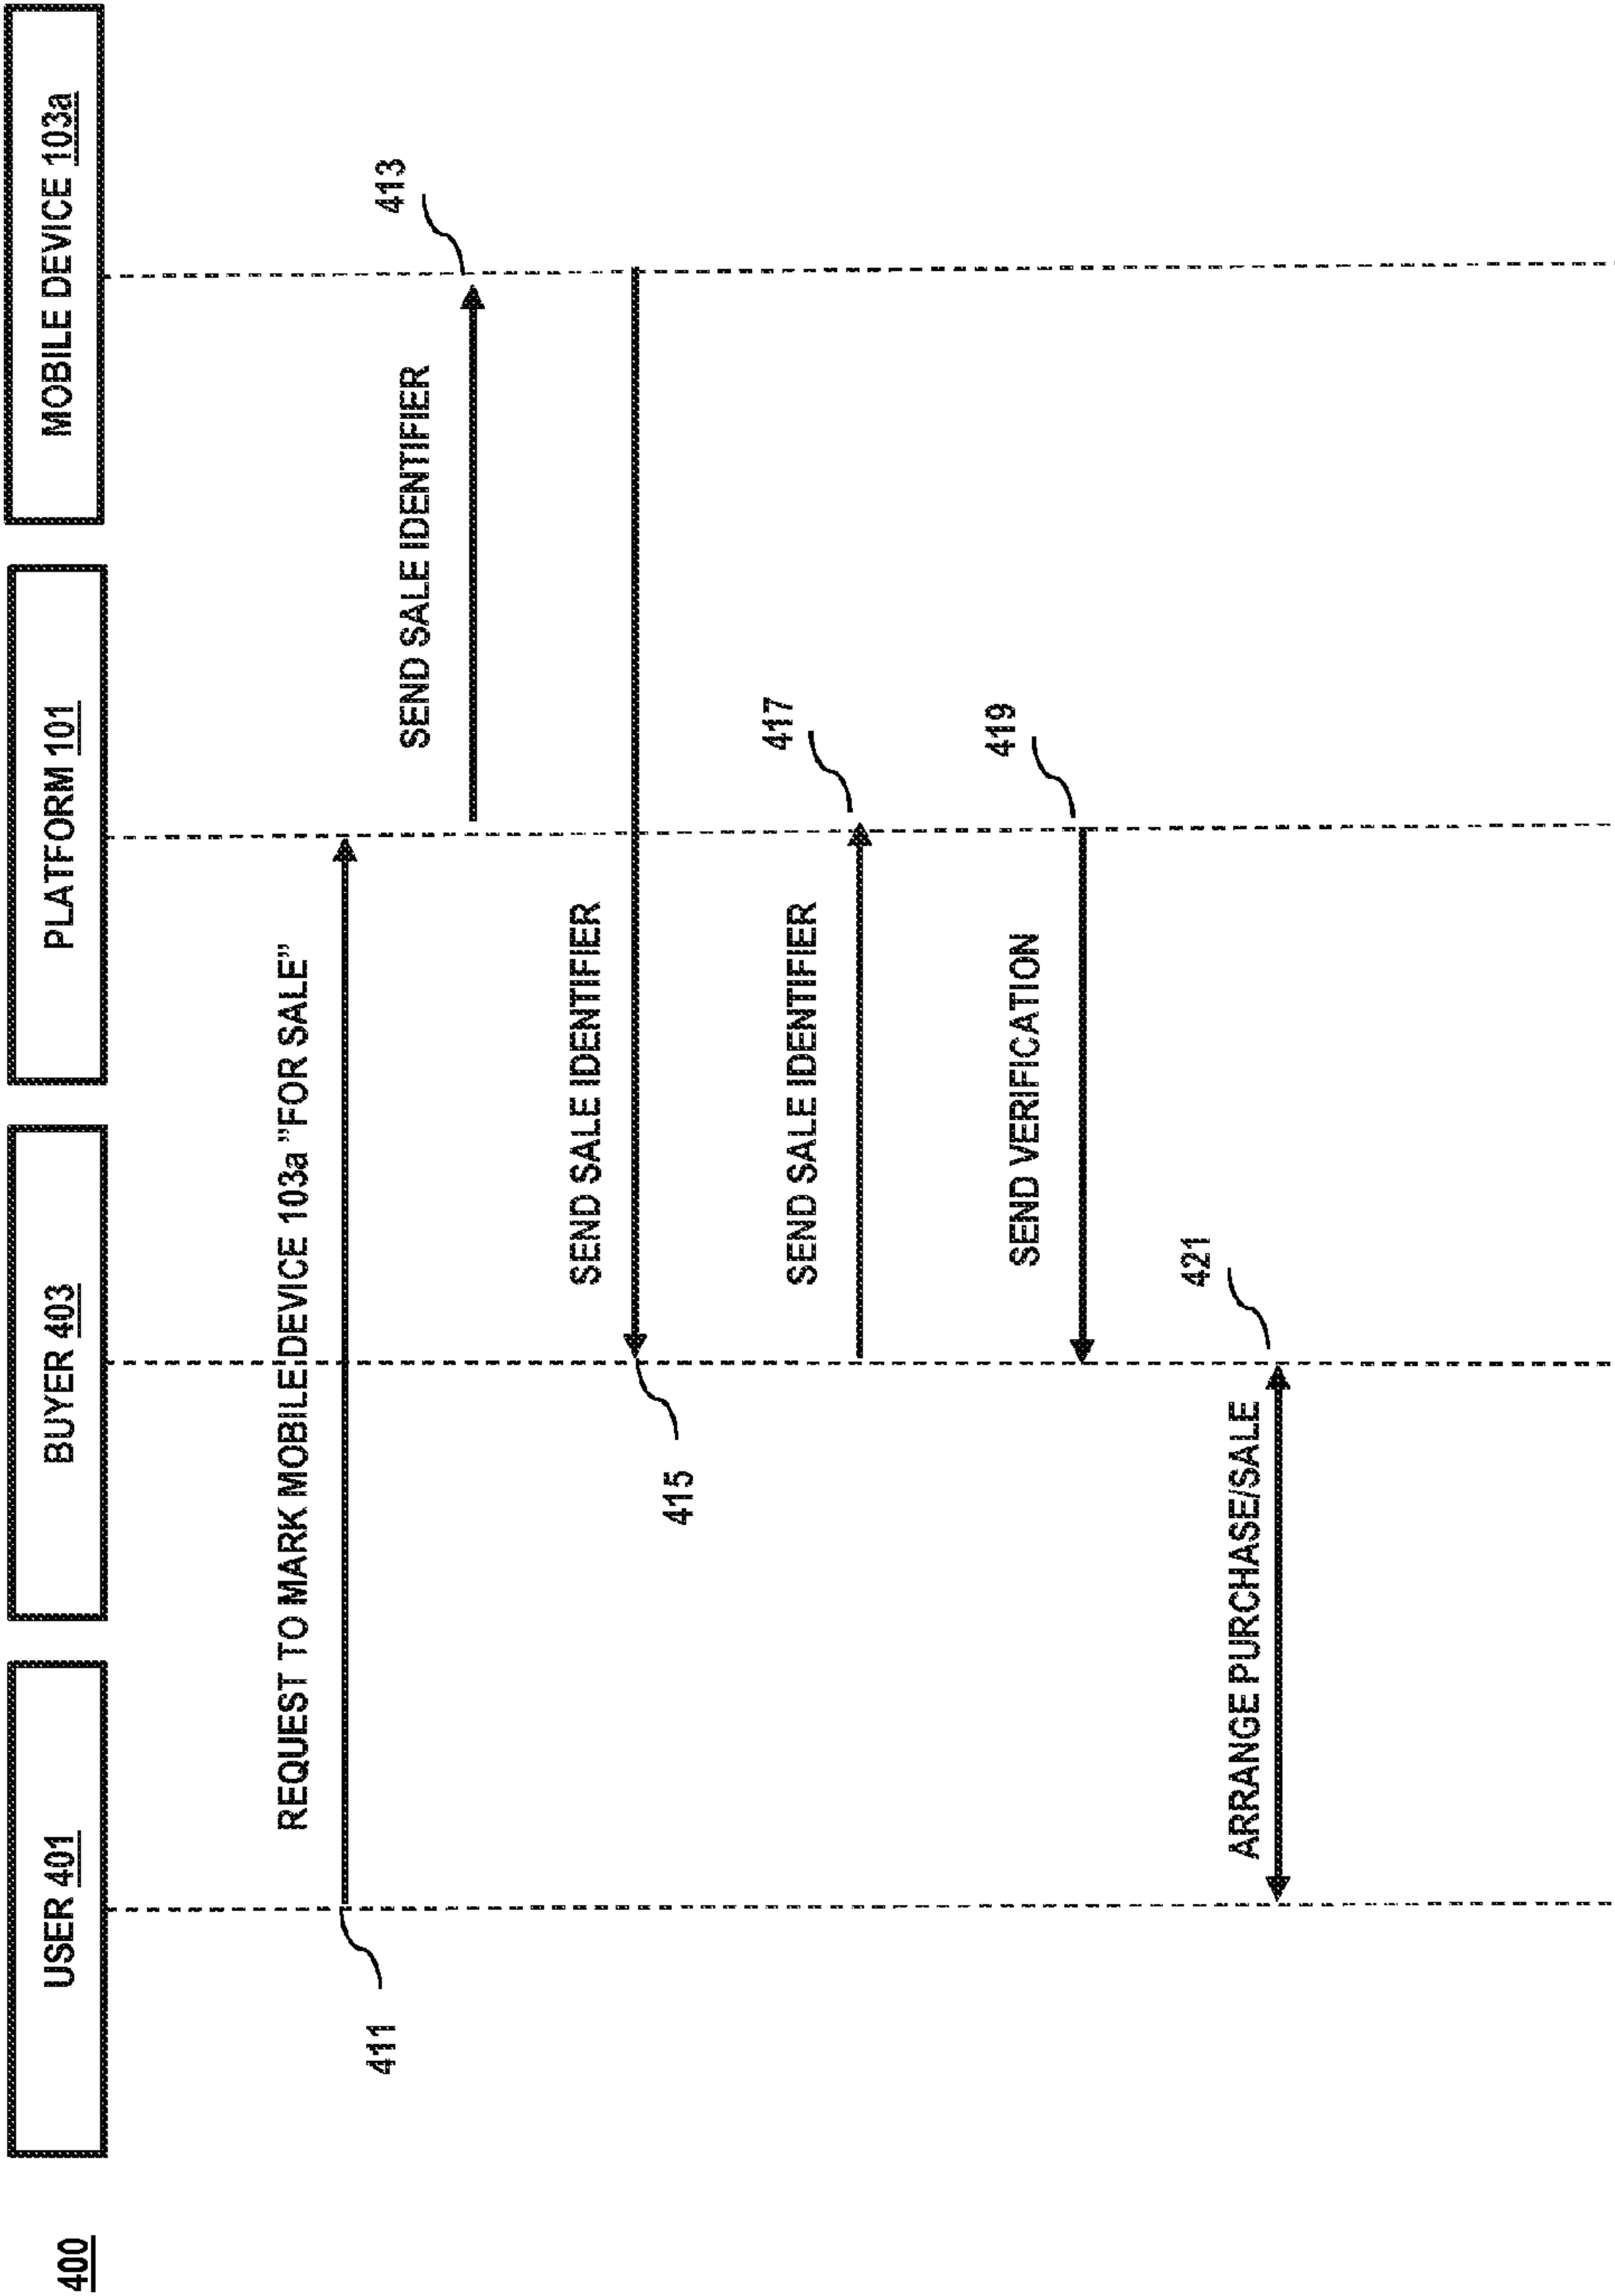 400
USER 401
BUYER 403
PLATFORM 101
MOBILE DEVICE 103a
REQUEST TO MARK MOBILE DEVICE 103a ”FOR SALE”
411
SEND SALE IDENTIFIER
413
SEND SALE IDENTIFIER
415
SEND SALE IDENTIFIER
417
SEND VERIFICATION
419
ARRANGE PURCHASE/SALE
421